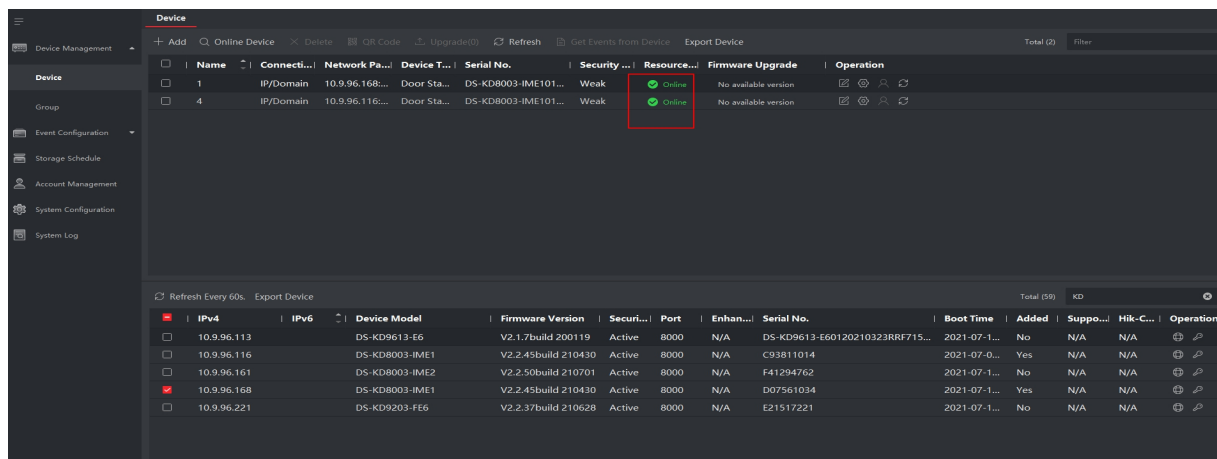 Device
Device Management
+ Add Online Device Delete QR Code Upgrade(0) Refresh Get Events from Device Export Device Total (2) Filter
Name Connecti... Network Pa... Device T... Serial No. Security ... Resource... Firmware Upgrade Operation
Device
1 IP/Domain 10.9.96.168:... Door Sta... DS-KD8003-IME101... Weak Online No available version
Group
4 IP/Domain 10.9.96.116:... Door Sta... DS-KD8003-IME101... Weak Online No available version
Event Configuration
Storage Schedule
Account Management
System Configuration
System Log
Refresh Every 60s. Export Device Total (59) KD
IPv4 IPv6 Device Model Firmware Version Securi... Port Enhan... Serial No. Boot Time Added Suppo... Hik-C... Operation
10.9.96.113 DS-KD9613-E6 V2.1.7build 200119 Active 8000 N/A DS-KD9613-E60120210323RRF715... 2021-07-1... No N/A N/A
10.9.96.116 DS-KD8003-IME1 V2.2.45build 210430 Active 8000 N/A C93811014 2021-07-0... Yes N/A N/A
10.9.96.161 DS-KD8003-IME2 V2.2.50build 210701 Active 8000 N/A F41294762 2021-07-1... No N/A N/A
10.9.96.168 DS-KD8003-IME1 V2.2.45build 210430 Active 8000 N/A D07561034 2021-07-1... Yes N/A N/A
10.9.96.221 DS-KD9203-FE6 V2.2.37build 210628 Active 8000 N/A E21517221 2021-07-1... No N/A N/A